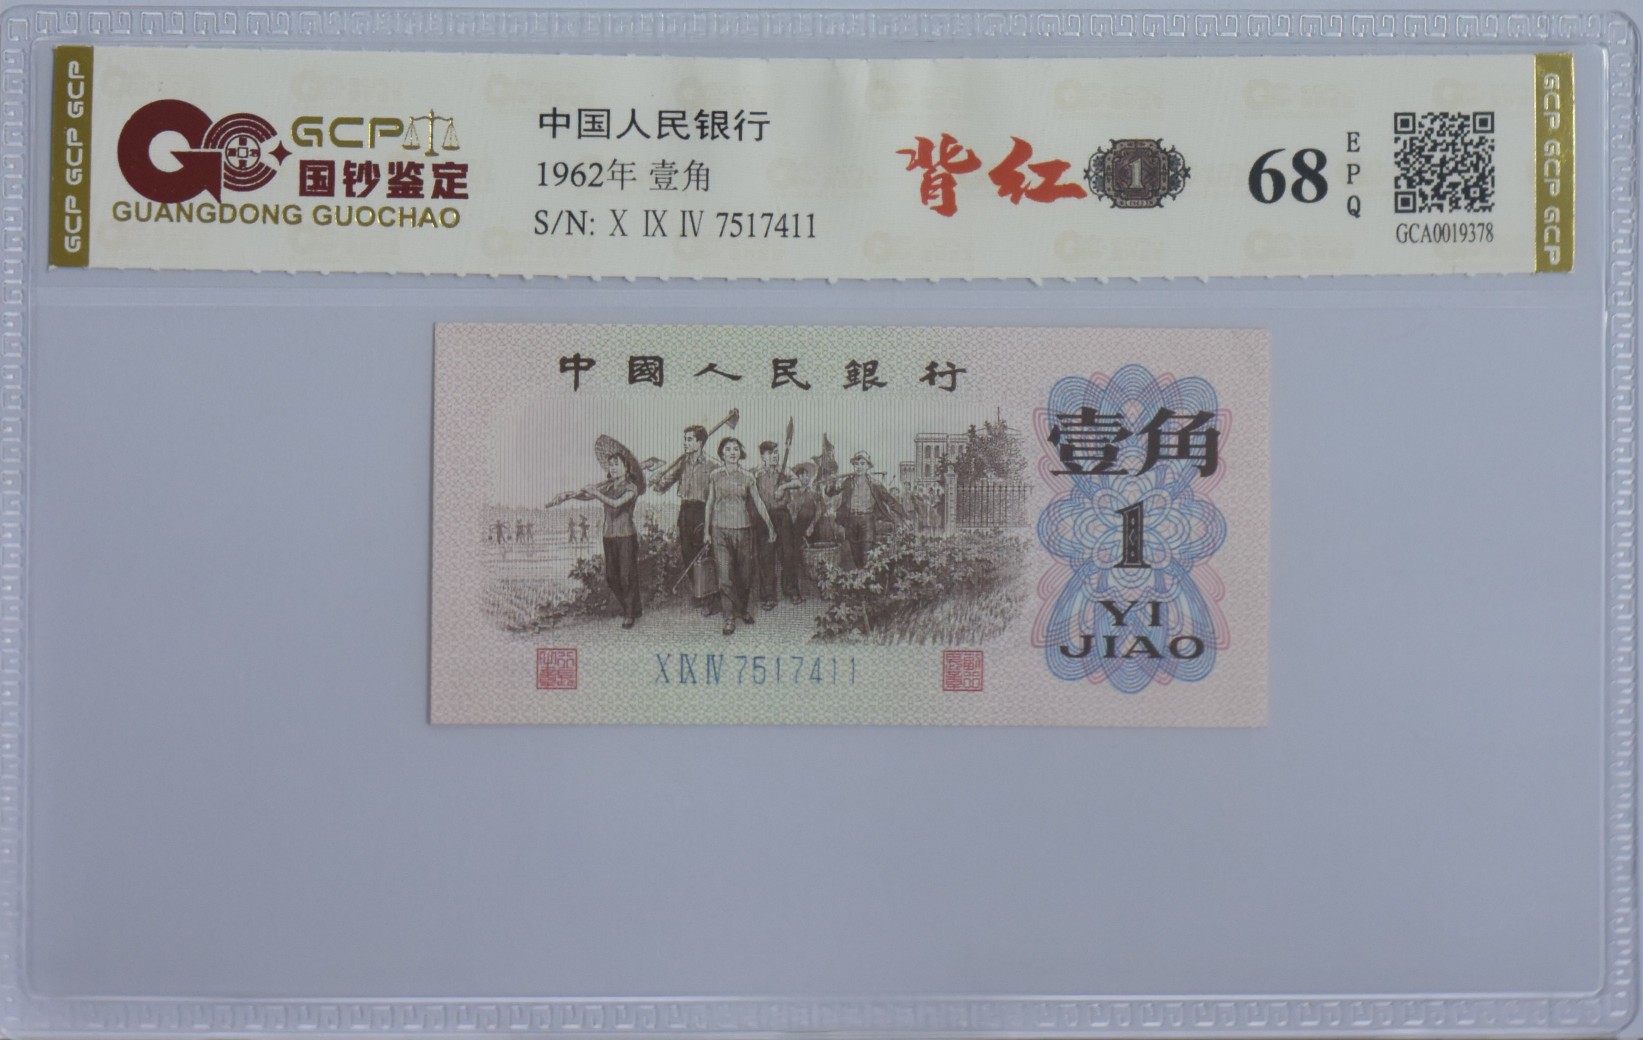 GCP GCP GCP
GCP
国钞鉴定
GUANGDONG GUOCHAO
中国人民银行
1962年 壹角
S/N: X IX IV 7517411
背红
1
68
EPQ
GCA0019378
GCP GCP GCP
中國人民銀行
壹角
1
YI
JIAO
X IX IV 7517411